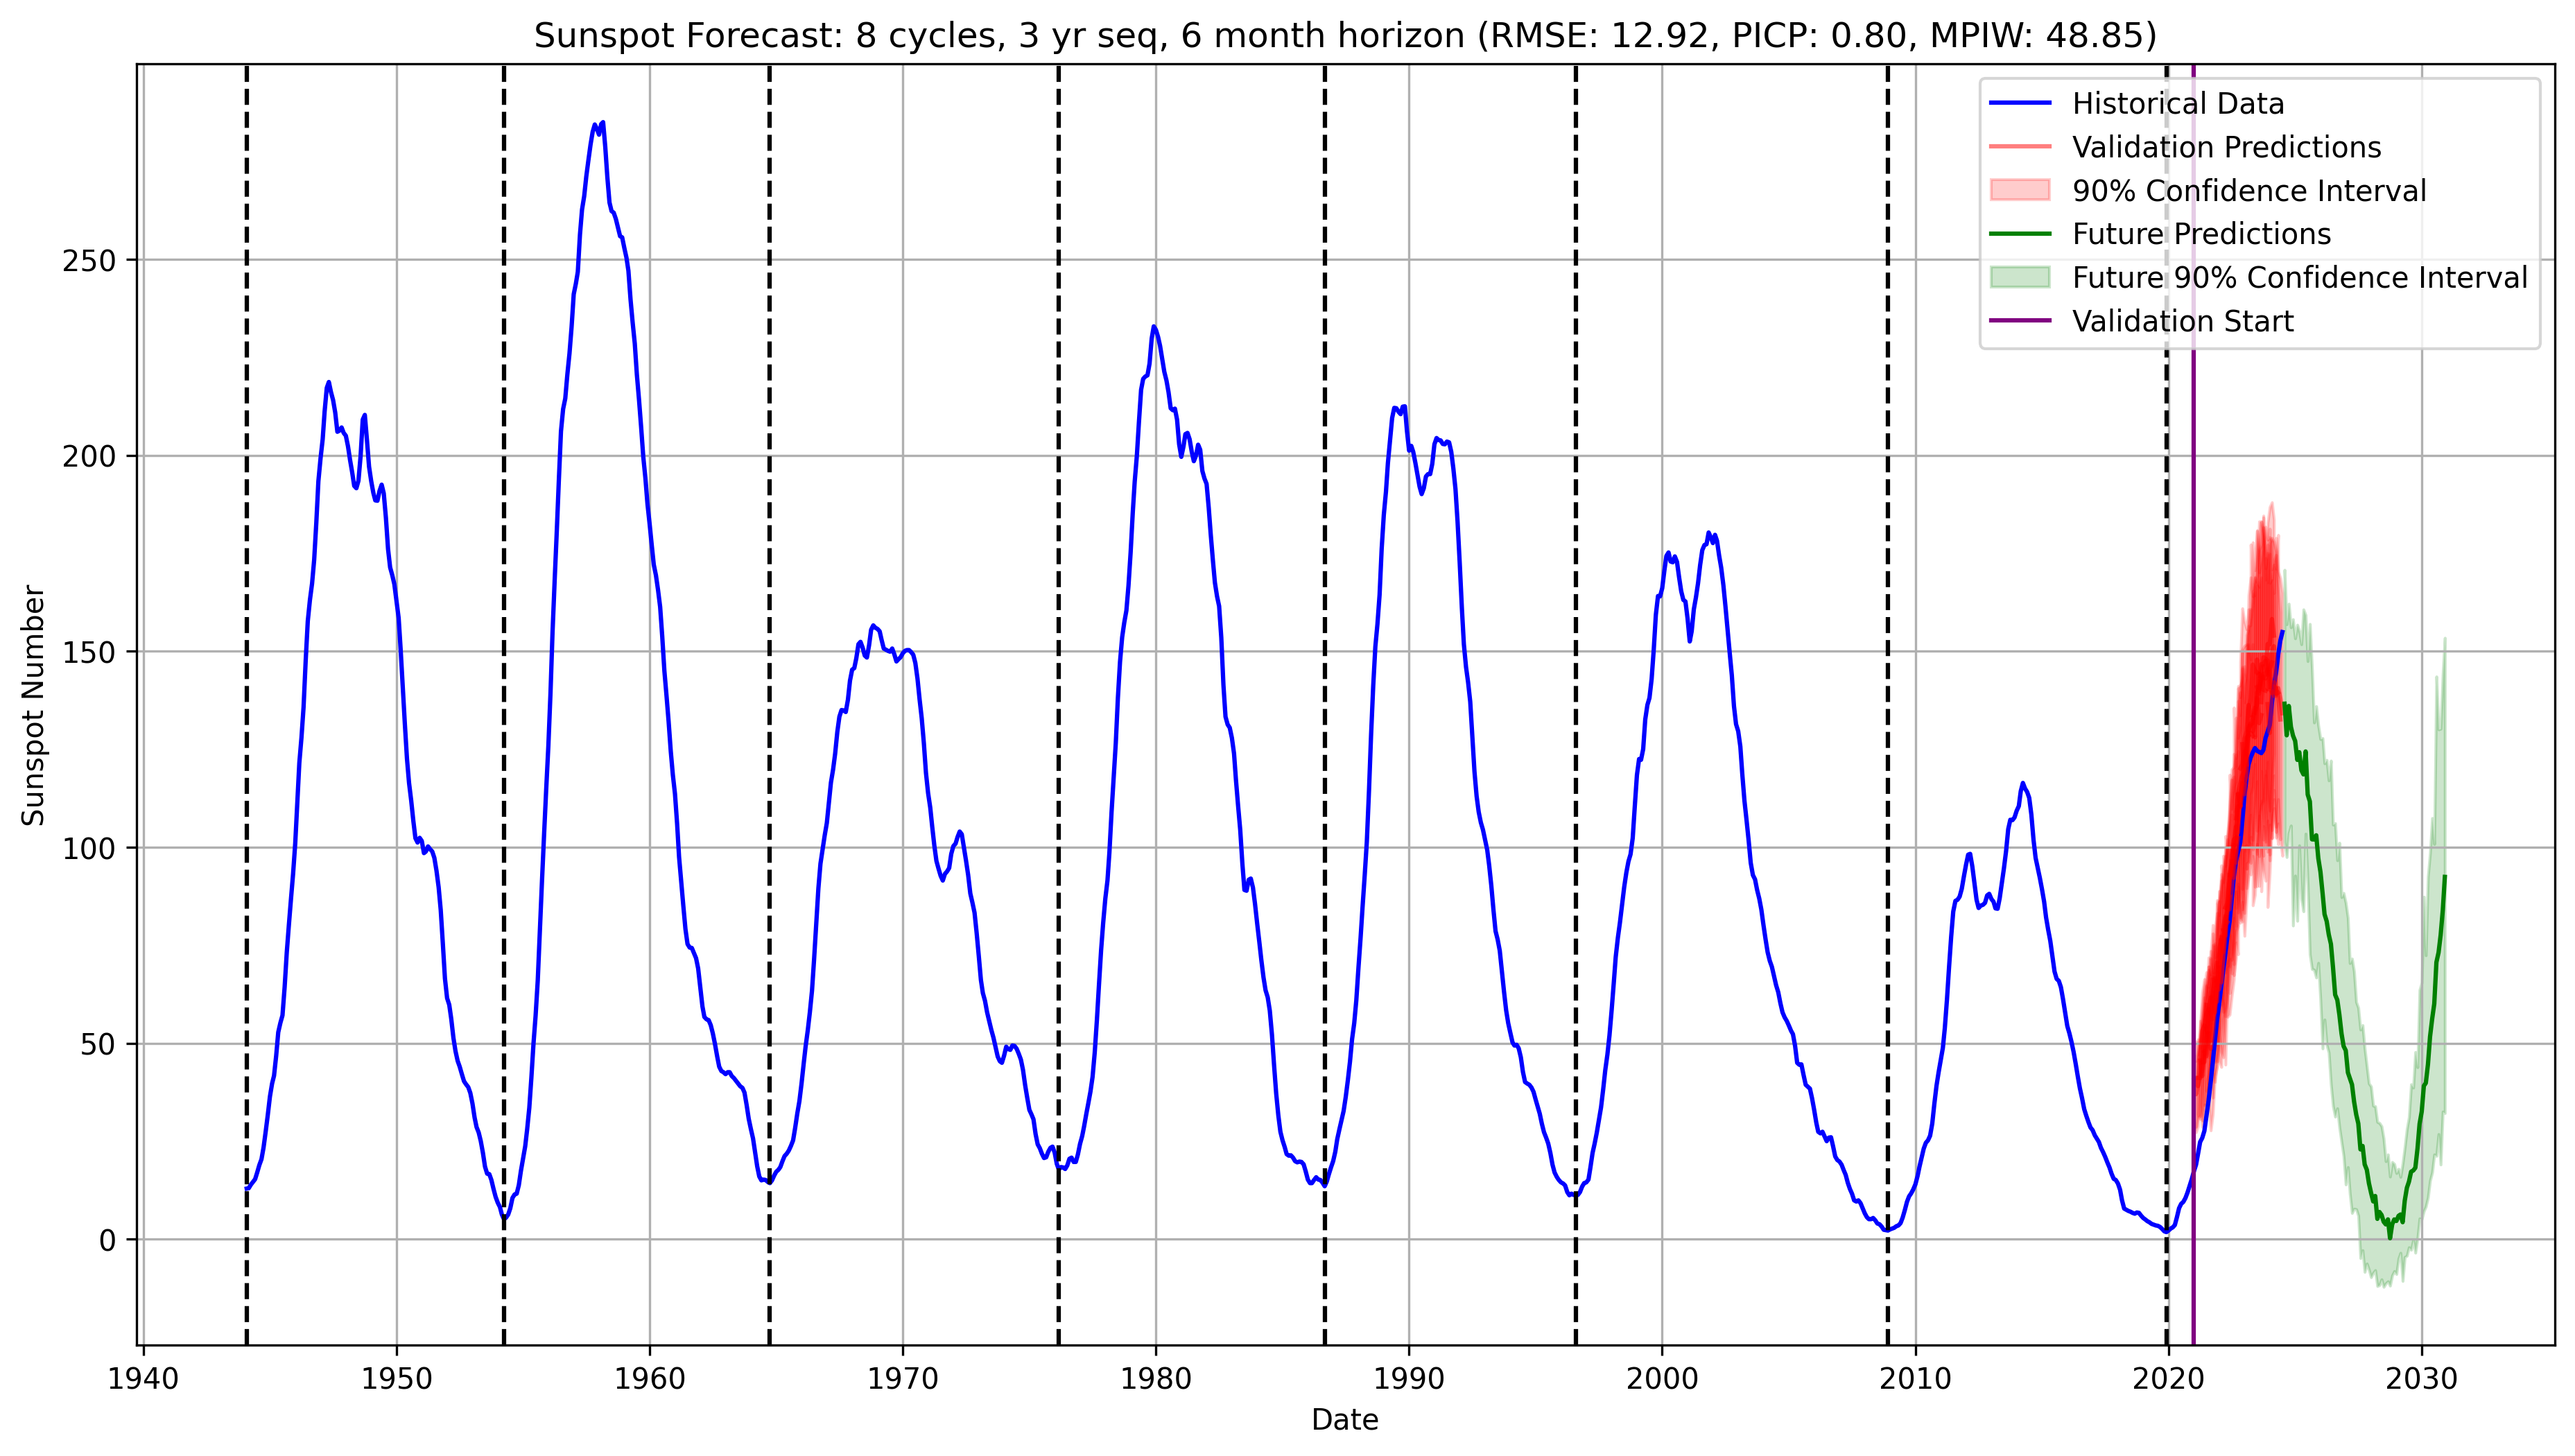 Sunspot Forecast: 8 cycles, 3 yr seq, 6 month horizon (RMSE: 12.92, PICP: 0.80, MPIW: 48.85)
Historical Data
Validation Predictions
90% Confidence Interval
Future Predictions
Future 90% Confidence Interval
Validation Start
Sunspot Number
250
200
150
100
50
0
1940 1950 1960 1970 1980 1990 2000 2010 2020 2030
Date